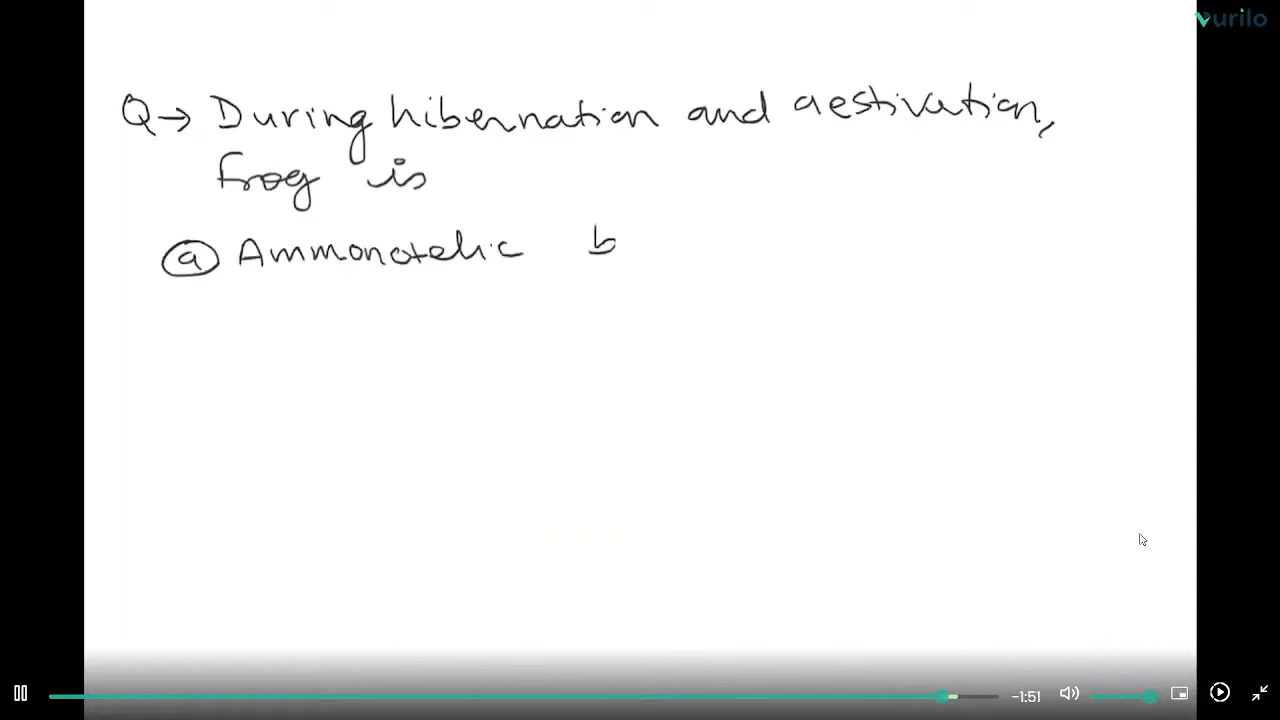 vurilo
Q → During hibernation and aestivation,
frog is
(a) Ammonotelic b
-1:51